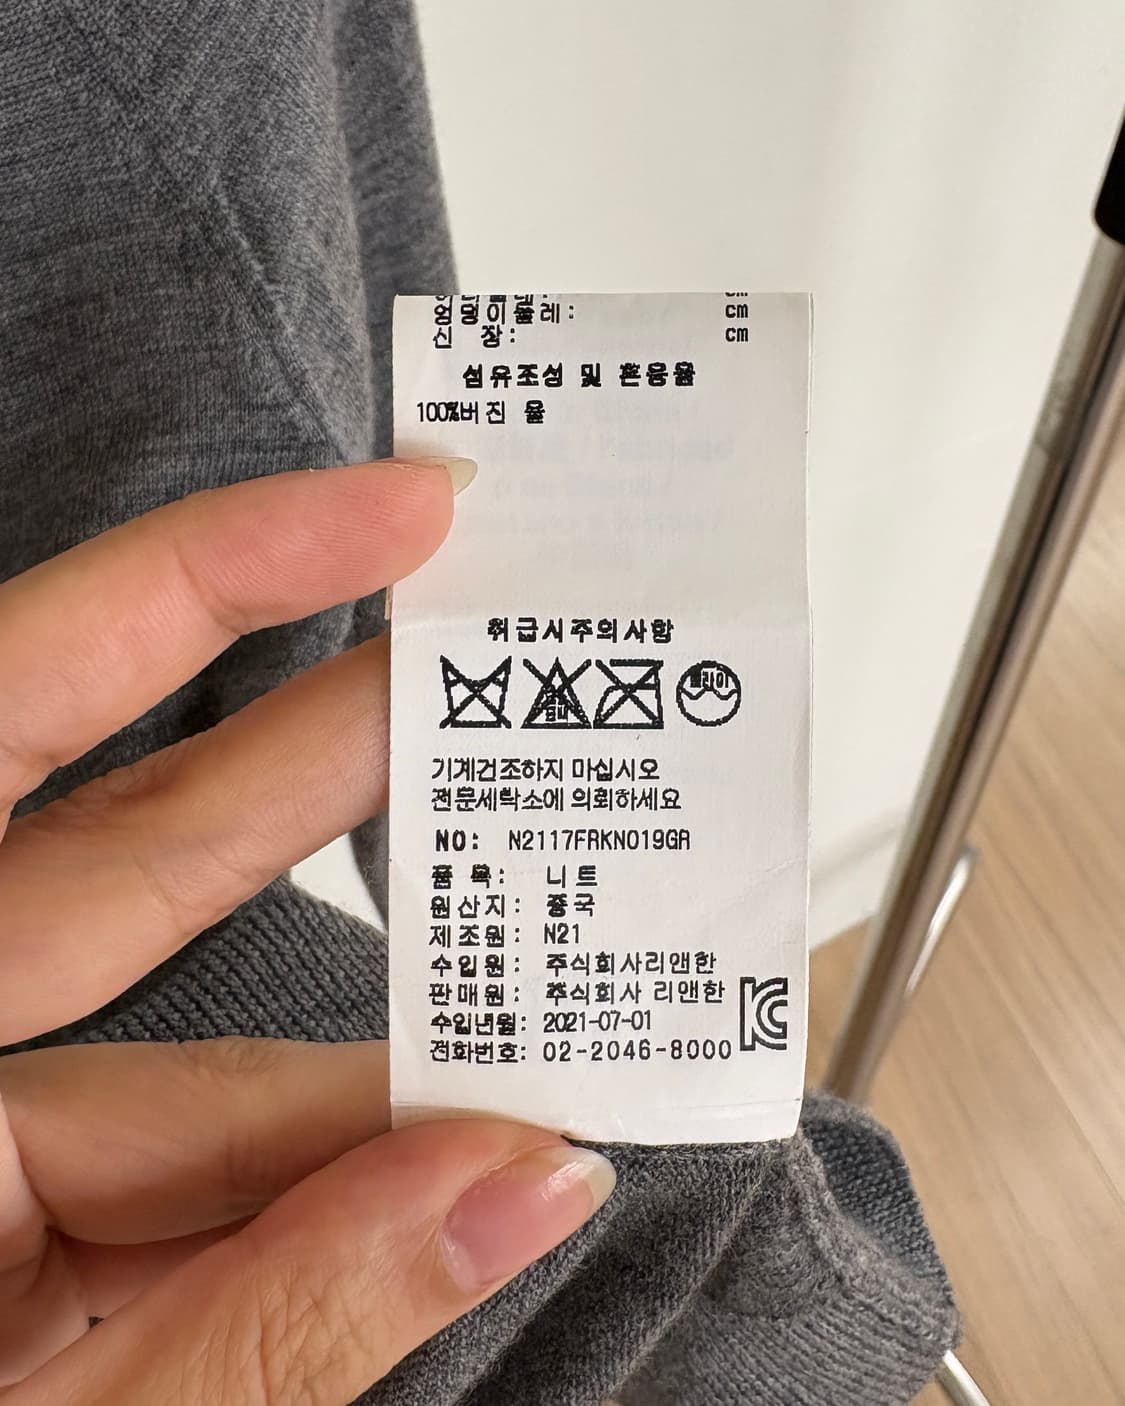 엉덩이둘레: cm
신 장: cm
섬유조성 및 혼용율
100%버진 울
취급시주의사항
드라이
기계건조하지 마십시오
전문세탁소에 의뢰하세요
NO: N2117FRKN019GR
품 목: 니트
원산지: 중국
제조원: N21
수입원: 주식회사리앤한
판매원: 주식회사 리앤한
수입년월: 2021-07-01
전화번호: 02-2046-8000